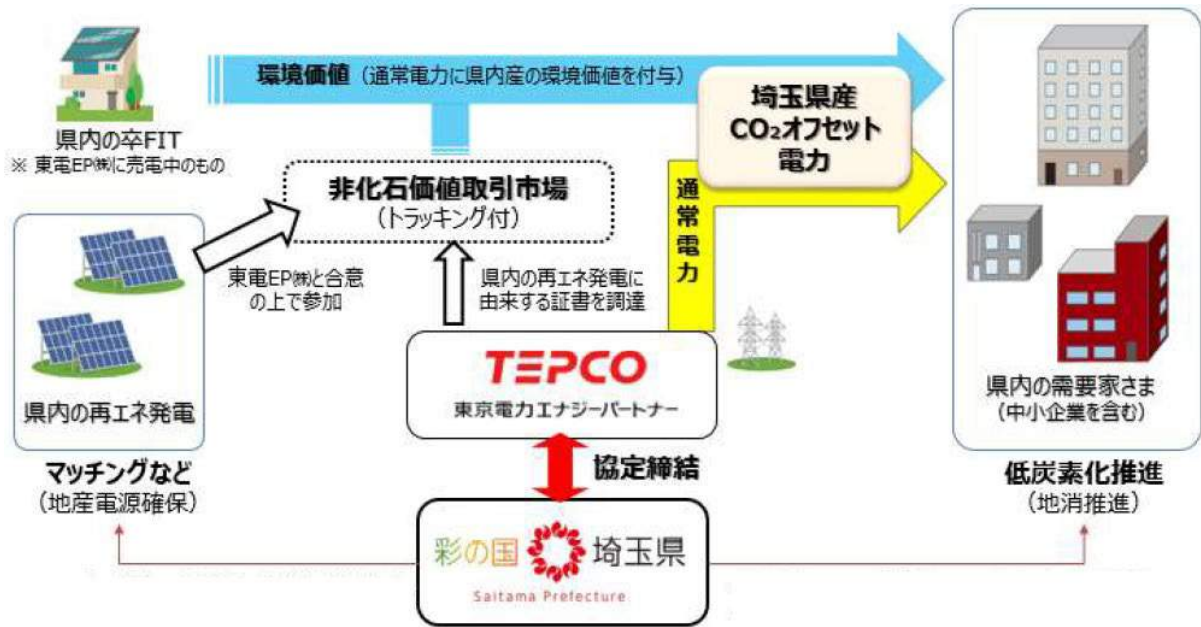 環境価値（通常電力に県内産の環境価値を付与）
県内の卒FIT
※ 東電EP㈱に売電中のもの
埼玉県産
CO₂オフセット
電力
非化石価値取引市場
（トラッキング付）
通常電力
東電EP㈱と合意
の上で参加
県内の再エネ発電に
由来する証書を調達
県内の再エネ発電
TEPCO
東京電力エナジーパートナー
県内の需要家さま
（中小企業を含む）
マッチングなど
（地産電源確保）
協定締結
低炭素化推進
（地消推進）
彩の国 埼玉県
Saitama Prefecture